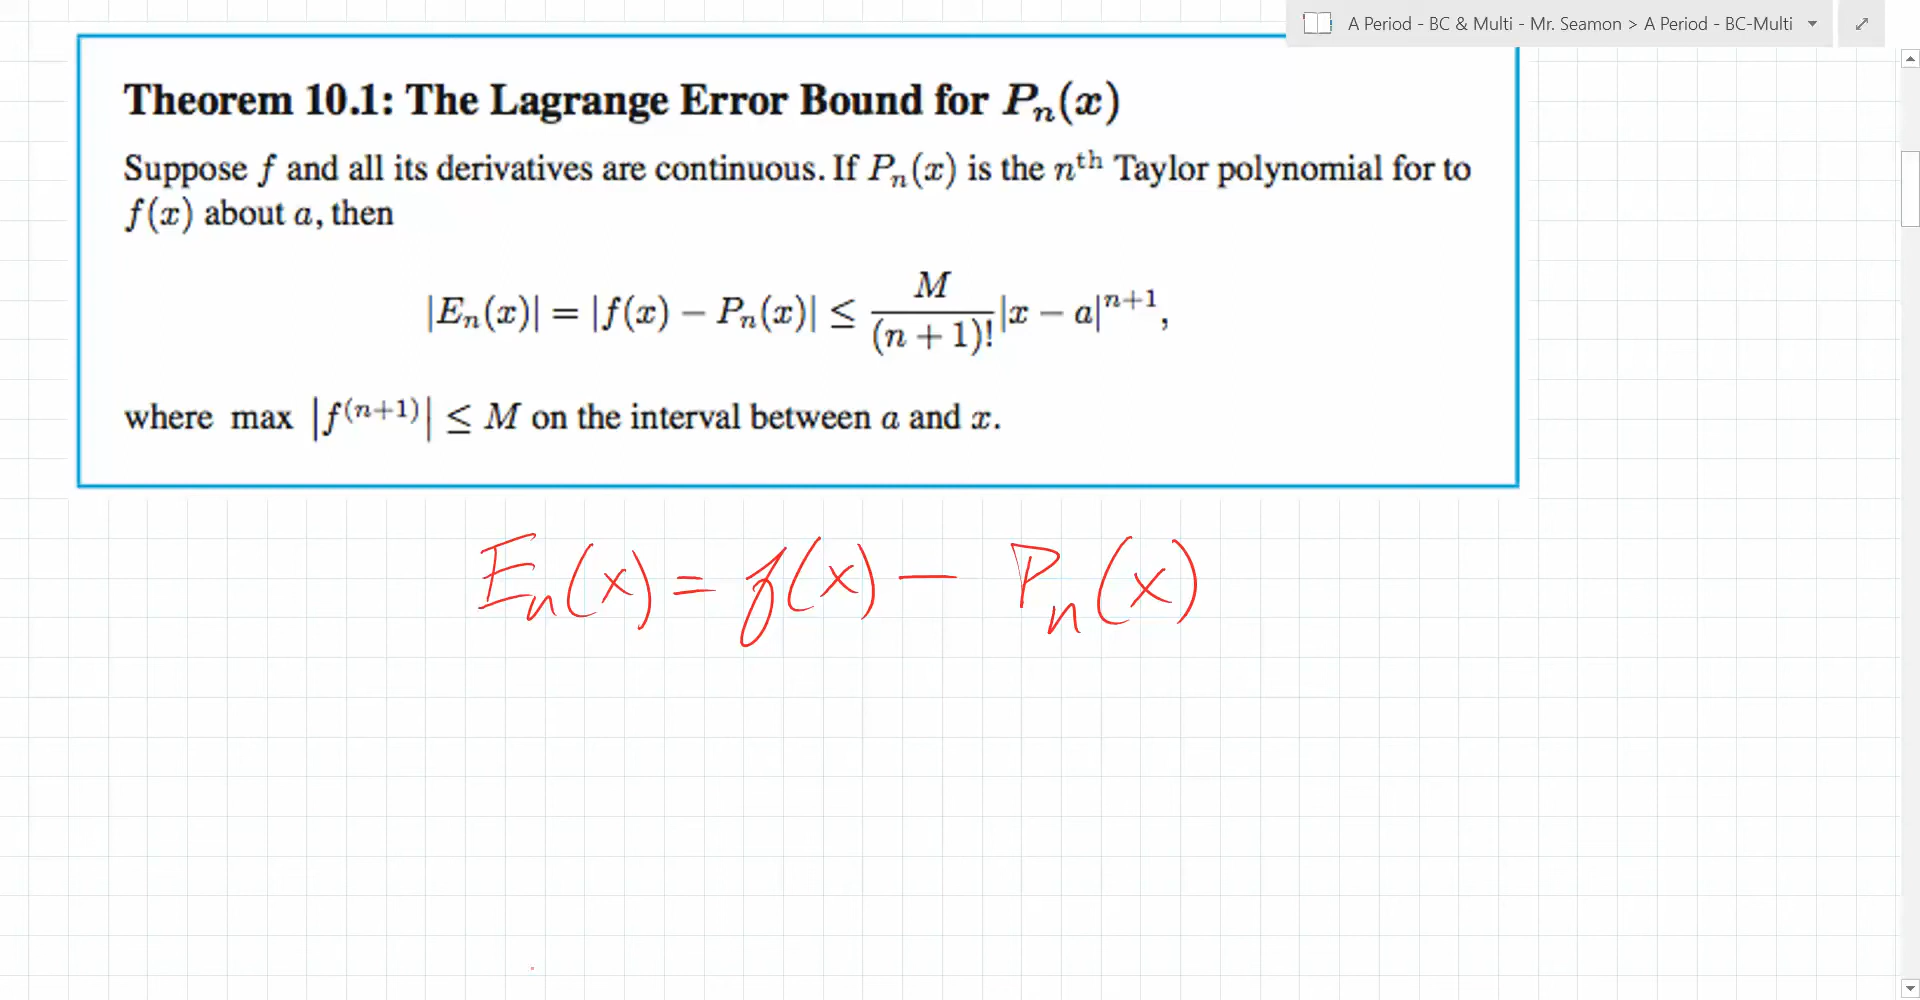 A Period - BC & Multi - Mr. Seamon > A Period - BC-Multi
Theorem 10.1: The Lagrange Error Bound for Pₙ(x)
Suppose f and all its derivatives are continuous. If Pₙ(x) is the nᵗʰ Taylor polynomial for to
f(x) about a, then
|Eₙ(x)| = |f(x) − Pₙ(x)| ≤ M/(n + 1)! |x − a|ⁿ⁺¹,
where max |f⁽ⁿ⁺¹⁾| ≤ M on the interval between a and x.
Eₙ(x) = f(x) − Pₙ(x)